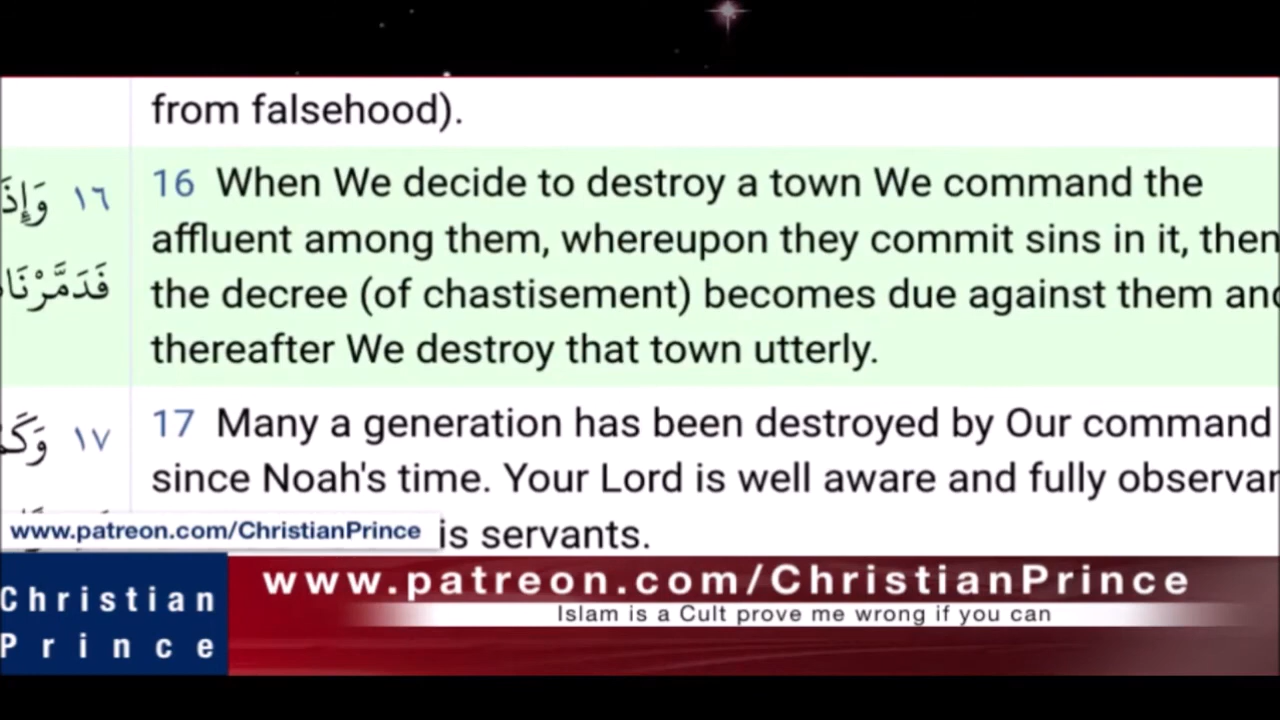 from falsehood).
١٦ وَإِذَ
16 When We decide to destroy a town We command the
affluent among them, whereupon they commit sins in it, then
فَدَمَّرْنَا
the decree (of chastisement) becomes due against them and
thereafter We destroy that town utterly.
١٧ وَكَمْ
17 Many a generation has been destroyed by Our command
since Noah's time. Your Lord is well aware and fully observan
www.patreon.com/ChristianPrince
is servants.
Christian
Prince
www.patreon.com/ChristianPrince
Islam is a Cult prove me wrong if you can